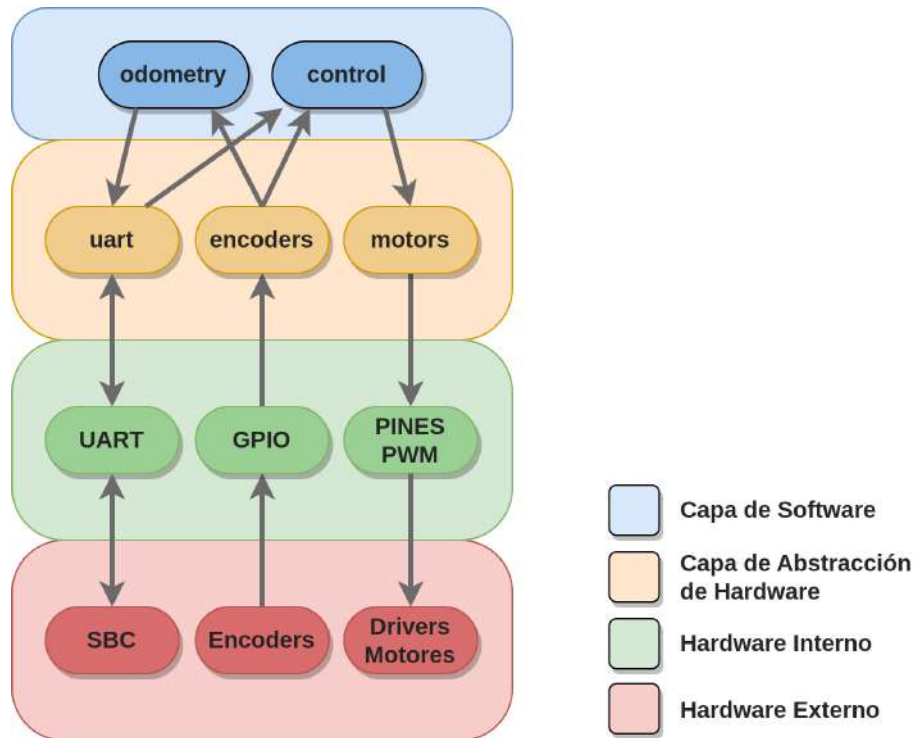 odometry
control
uart
encoders
motors
UART
GPIO
PINES
PWM
SBC
Encoders
Drivers
Motores
Capa de Software
Capa de Abstracción
de Hardware
Hardware Interno
Hardware Externo